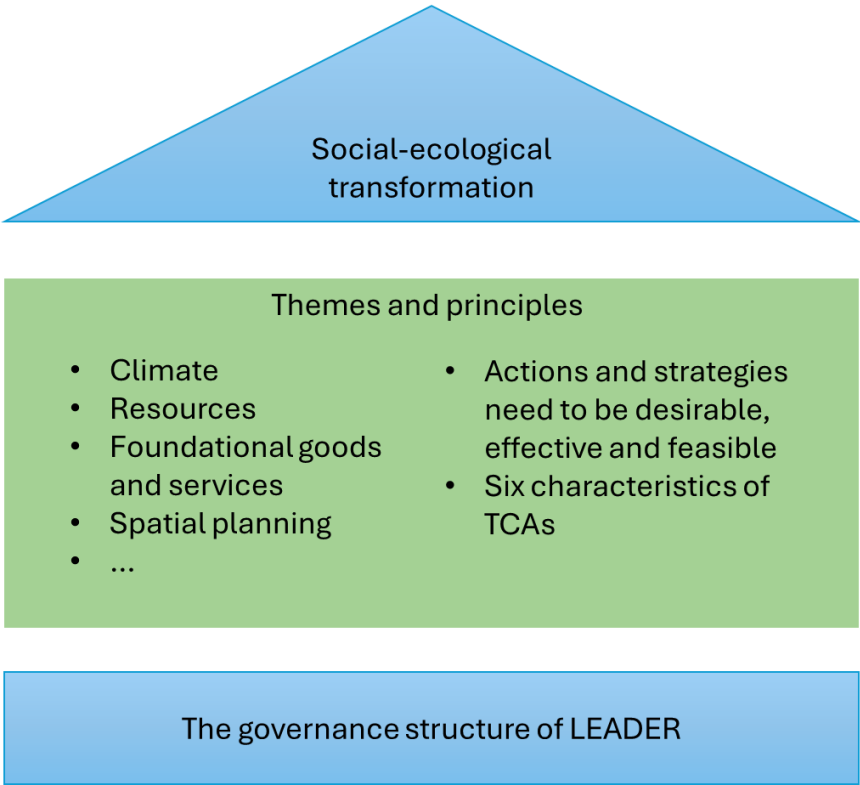 Social-ecological
transformation
Themes and principles
• Climate
• Resources
• Foundational goods
and services
• Spatial planning
• ...
• Actions and strategies
need to be desirable,
effective and feasible
• Six characteristics of
TCAs
The governance structure of LEADER